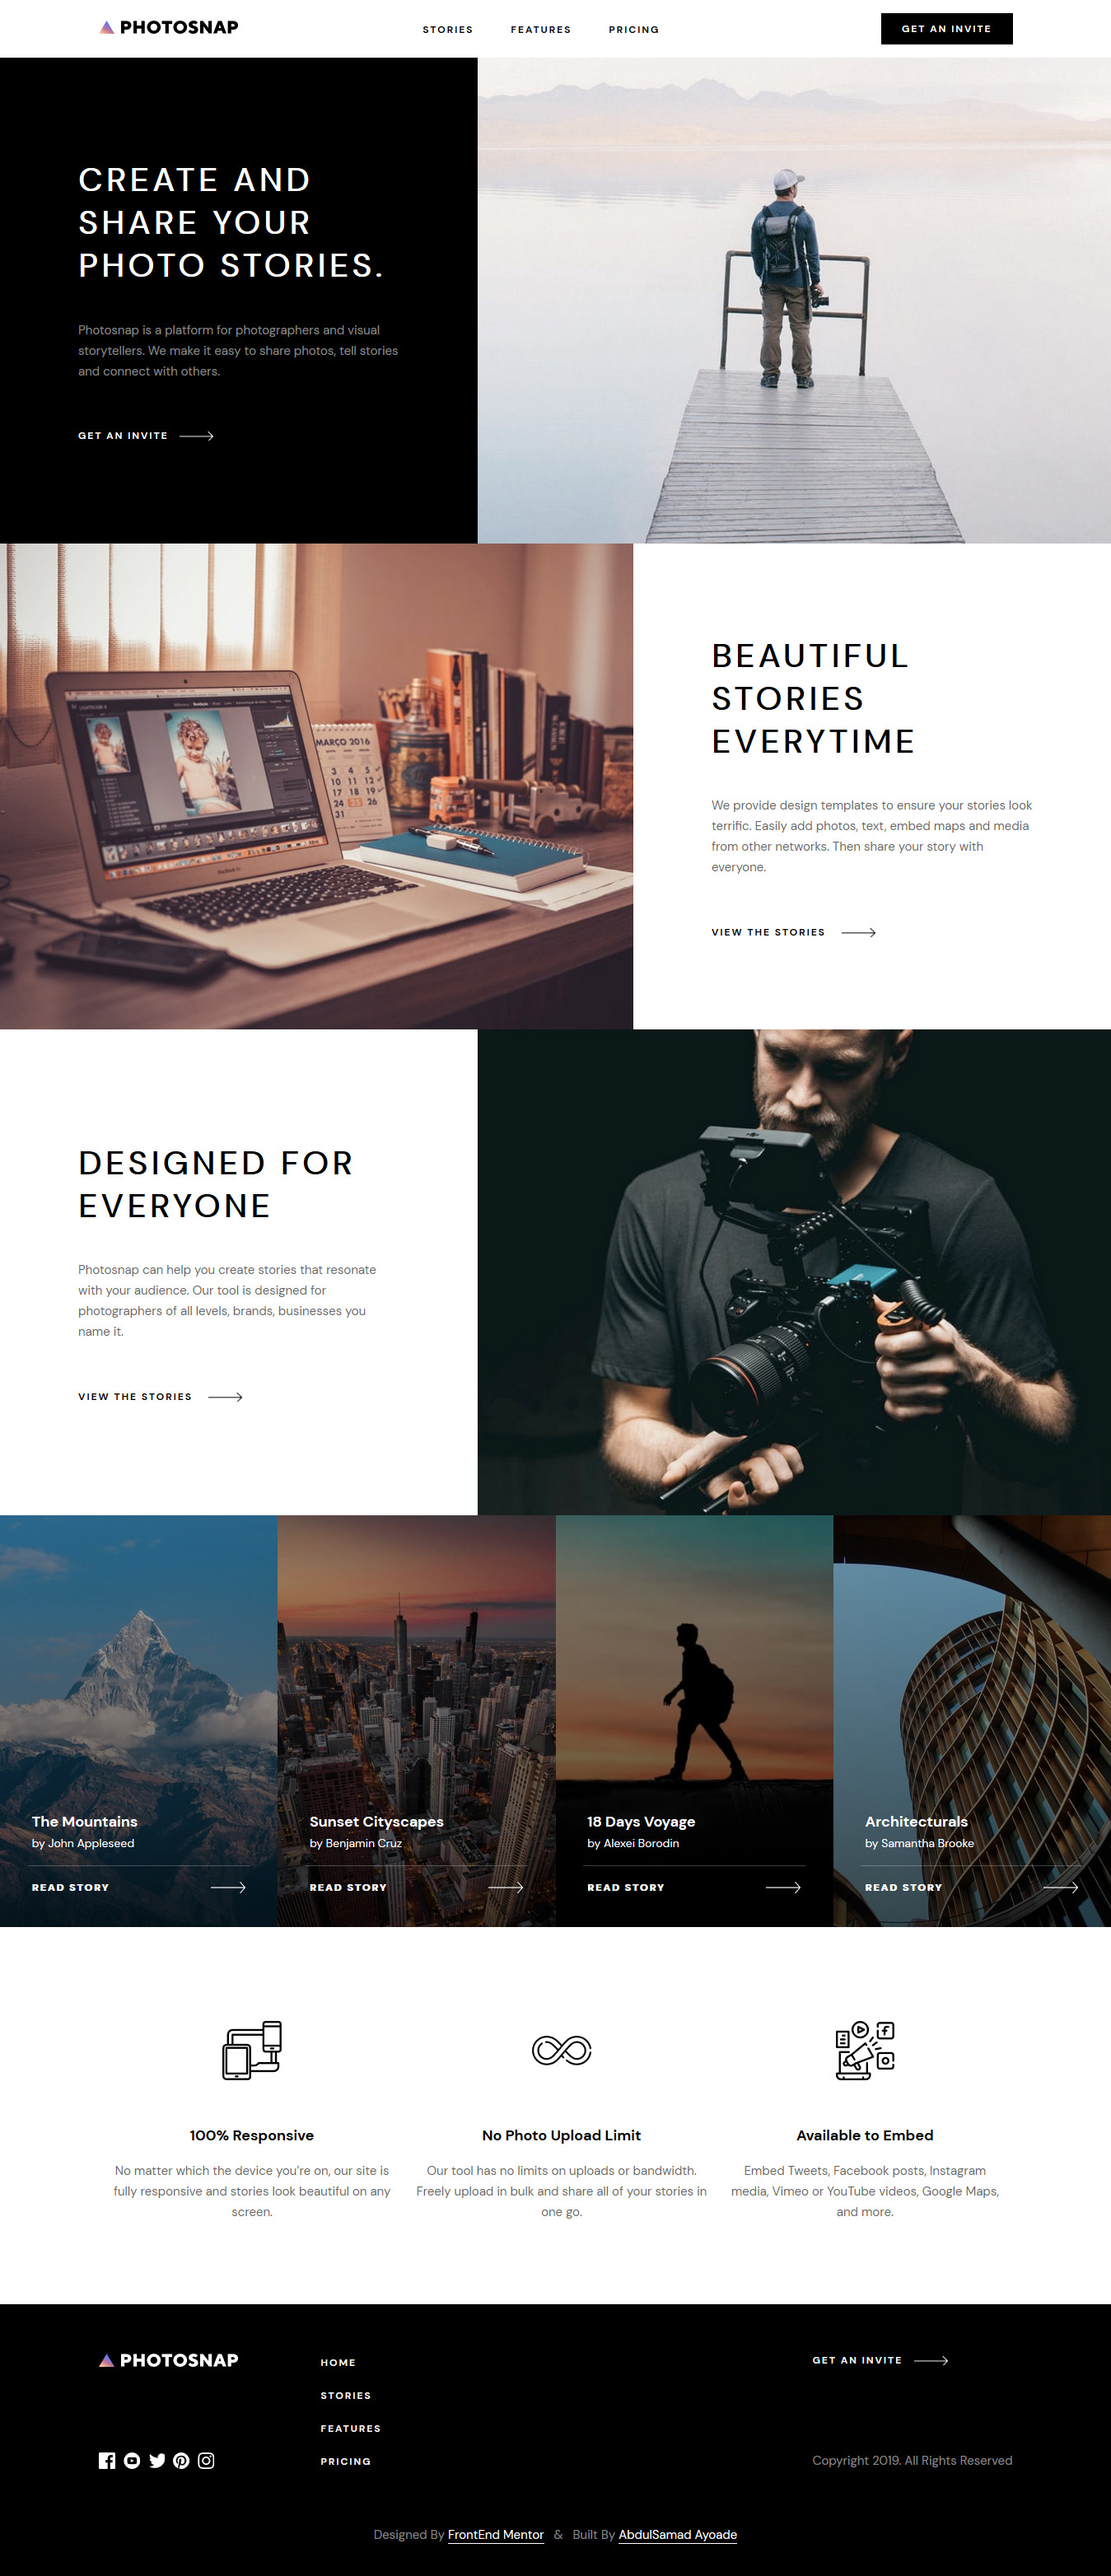 PHOTOSNAP
STORIES FEATURES PRICING
GET AN INVITE
CREATE AND
SHARE YOUR
PHOTO STORIES.
Photosnap is a platform for photographers and visual
storytellers. We make it easy to share photos, tell stories
and connect with others.
GET AN INVITE
MARÇO 2016
BEAUTIFUL
STORIES
EVERYTIME
We provide design templates to ensure your stories look
terrific. Easily add photos, text, embed maps and media
from other networks. Then share your story with
everyone.
VIEW THE STORIES
DESIGNED FOR
EVERYONE
Photosnap can help you create stories that resonate
with your audience. Our tool is designed for
photographers of all levels, brands, businesses you
name it.
VIEW THE STORIES
The Mountains
by John Appleseed
READ STORY
Sunset Cityscapes
by Benjamin Cruz
READ STORY
18 Days Voyage
by Alexei Borodin
READ STORY
Architecturals
by Samantha Brooke
READ STORY
100% Responsive
No matter which the device you're on, our site is
fully responsive and stories look beautiful on any
screen.
No Photo Upload Limit
Our tool has no limits on uploads or bandwidth.
Freely upload in bulk and share all of your stories in
one go.
Available to Embed
Embed Tweets, Facebook posts, Instagram
media, Vimeo or YouTube videos, Google Maps,
and more.
PHOTOSNAP
HOME
STORIES
FEATURES
PRICING
GET AN INVITE
Copyright 2019. All Rights Reserved
Designed By FrontEnd Mentor & Built By AbdulSamad Ayoade